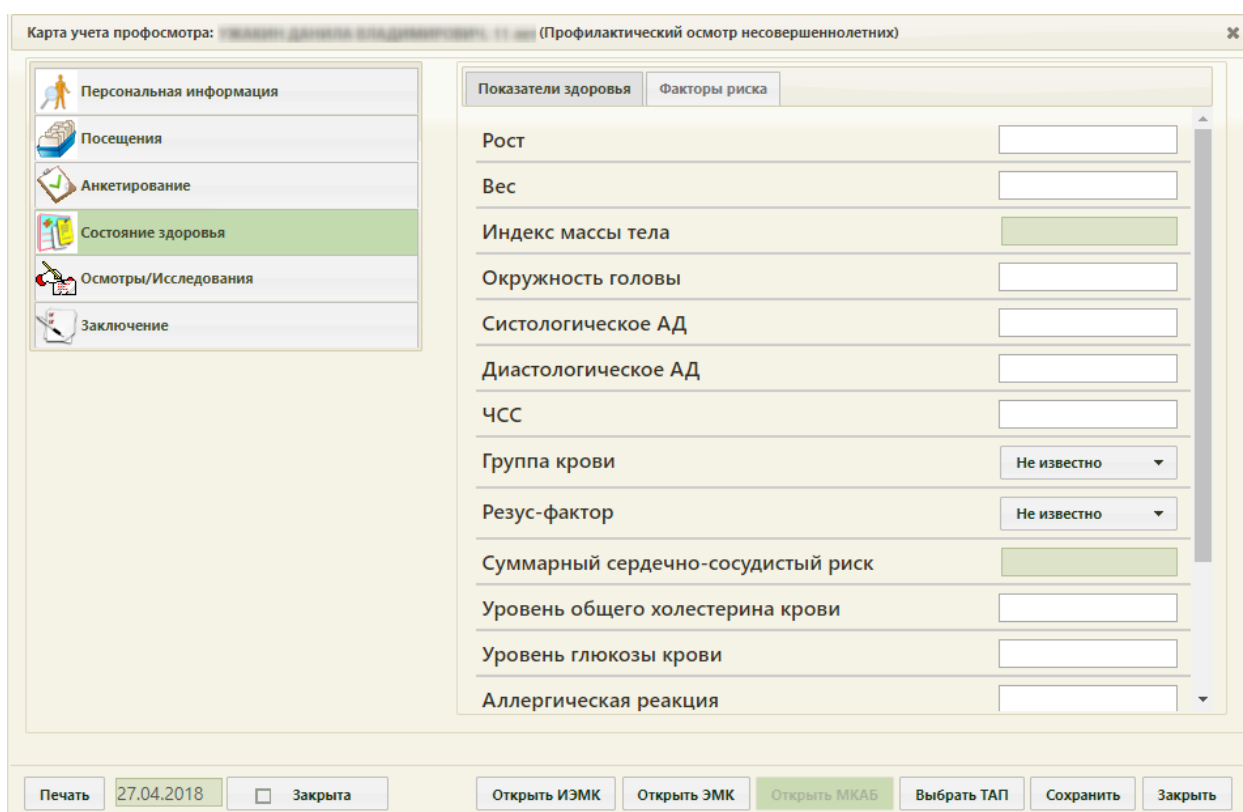 Карта учета профосмотра: (Профилактический осмотр несовершеннолетних)
Персональная информация
Посещения
Анкетирование
Состояние здоровья
Осмотры/Исследования
Заключение
Показатели здоровья Факторы риска
Рост
Вес
Индекс массы тела
Окружность головы
Систологическое АД
Диастологическое АД
ЧСС
Группа крови Не известно
Резус-фактор Не известно
Суммарный сердечно-сосудистый риск
Уровень общего холестерина крови
Уровень глюкозы крови
Аллергическая реакция
Печать 27.04.2018 Закрыта Открыть ИЭМК Открыть ЭМК Открыть МКАБ Выбрать ТАП Сохранить Закрыть